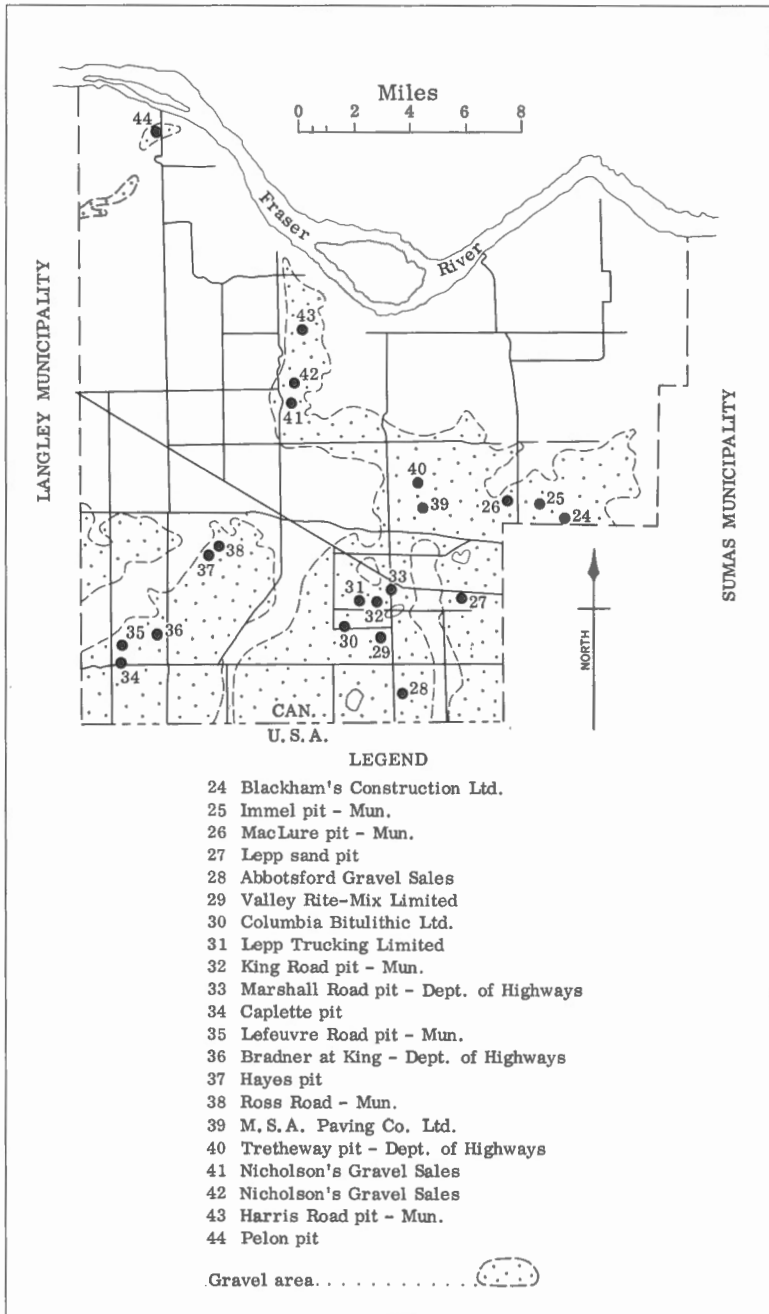 Miles
0 2 4 6 8
44
Fraser
River
LANGLEY MUNICIPALITY
SUMAS MUNICIPALITY
43
42
41
40
39
26
25
24
38
37
33
31
32
27
35
36
30
29
34
28
NORTH
CAN.
U. S. A.
LEGEND
24 Blackham's Construction Ltd.
25 Immel pit - Mun.
26 MacLure pit - Mun.
27 Lepp sand pit
28 Abbotsford Gravel Sales
29 Valley Rite-Mix Limited
30 Columbia Bitulithic Ltd.
31 Lepp Trucking Limited
32 King Road pit - Mun.
33 Marshall Road pit - Dept. of Highways
34 Caplette pit
35 Lefeuvre Road pit - Mun.
36 Bradner at King - Dept. of Highways
37 Hayes pit
38 Ross Road - Mun.
39 M. S. A. Paving Co. Ltd.
40 Tretheway pit - Dept. of Highways
41 Nicholson's Gravel Sales
42 Nicholson's Gravel Sales
43 Harris Road pit - Mun.
44 Pelon pit
Gravel area. . . . . . . . . . . .